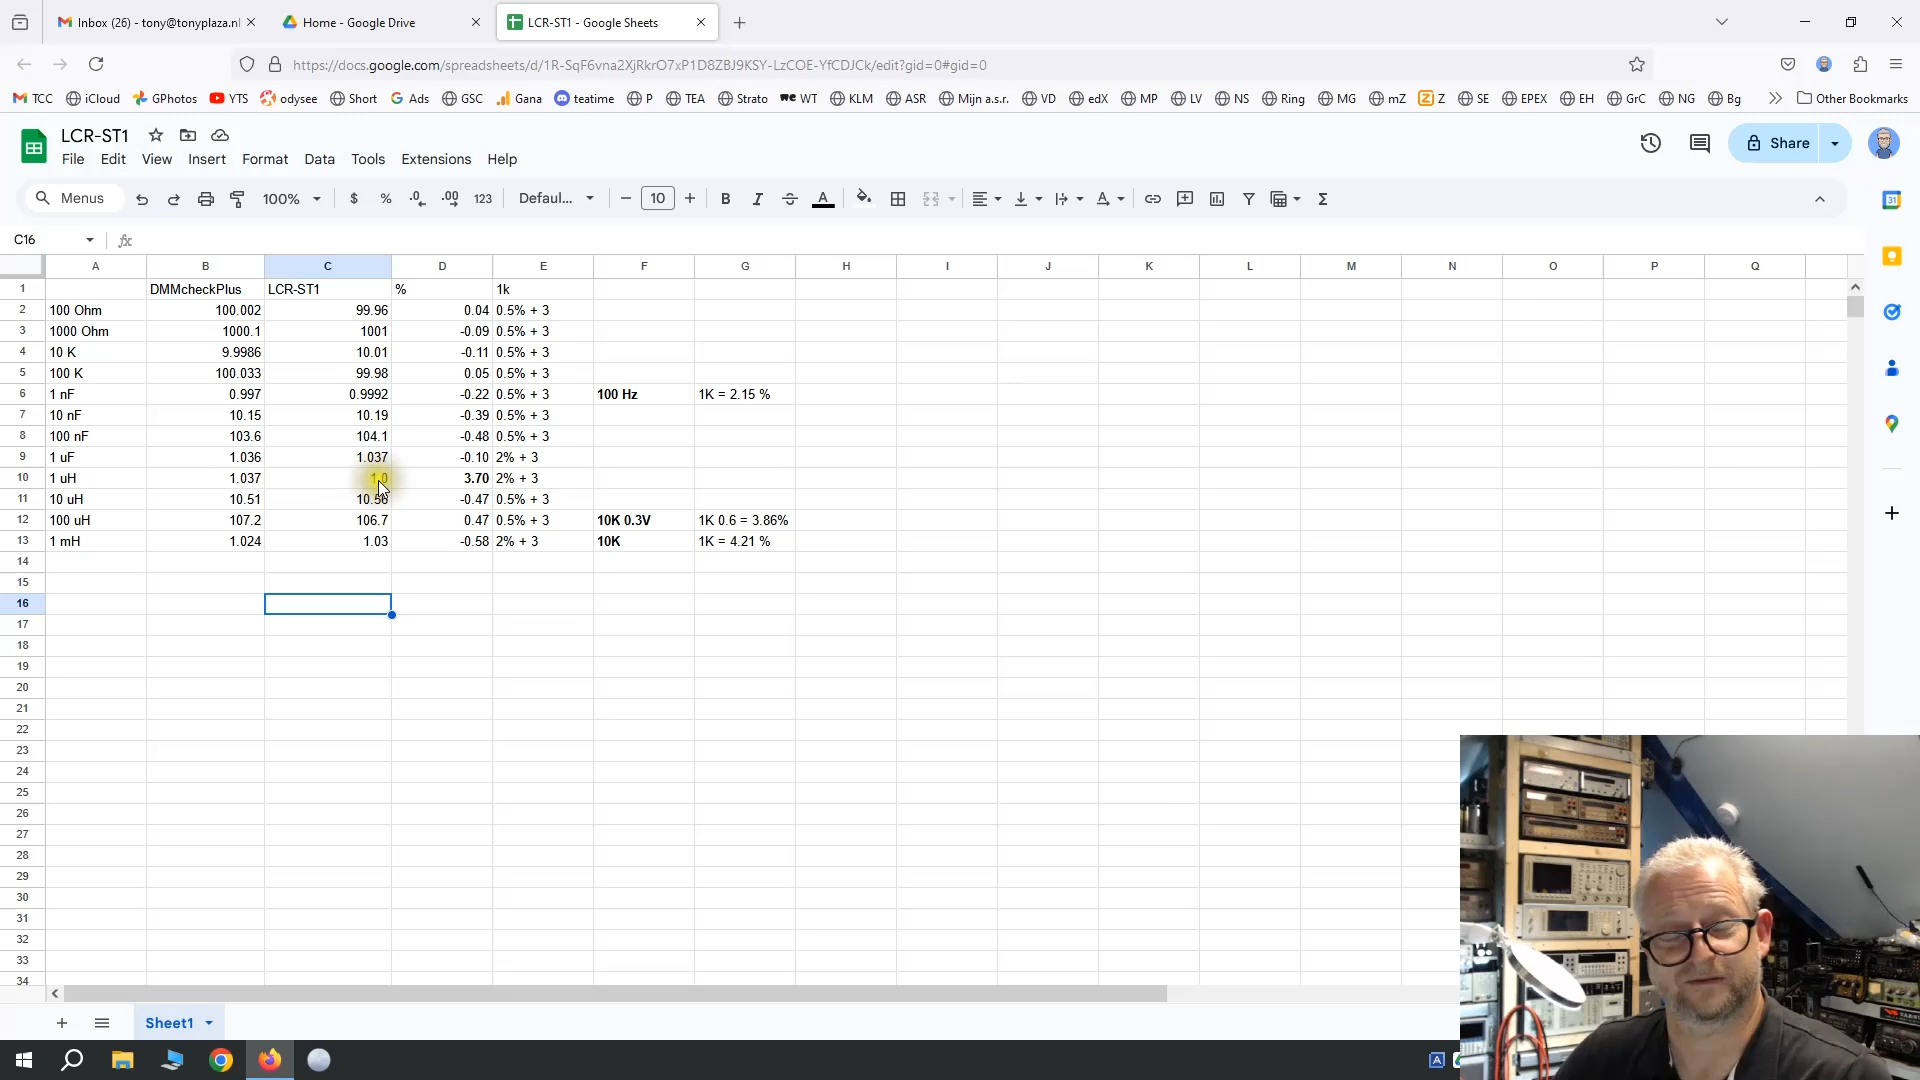 Inbox (26) - tony@tonyplaza.nl
Home - Google Drive
LCR-ST1 - Google Sheets
https://docs.google.com/spreadsheets/d/1R-SqF6vna2XjRkrO7xP1D8ZBJ9KSY-LzCOE-YfCDJCk/edit?gid=0#gid=0
TCC iCloud GPhotos YTS odysee Short Ads GSC Gana teatime P TEA Strato WT KLM ASR Mijn a.s.r. VD edX MP LV NS Ring MG mZ Z SE EPEX EH GrC NG Bg Other Bookmarks
LCR-ST1
Share
File Edit View Insert Format Data Tools Extensions Help
Menus 100% $ % .0 .00 123 Defaul... 10 B I A
C16 fx
A B C D E F G H I J K L M N O P Q
1 DMMcheckPlus LCR-ST1 % 1k
2 100 Ohm 100.002 99.96 0.04 0.5% + 3
3 1000 Ohm 1000.1 1001 -0.09 0.5% + 3
4 10 K 9.9986 10.01 -0.11 0.5% + 3
5 100 K 100.033 99.98 0.05 0.5% + 3
6 1 nF 0.997 0.9992 -0.22 0.5% + 3 100 Hz 1K = 2.15 %
7 10 nF 10.15 10.19 -0.39 0.5% + 3
8 100 nF 103.6 104.1 -0.48 0.5% + 3
9 1 uF 1.036 1.037 -0.10 2% + 3
10 1 uH 1.037 1.0 3.70 2% + 3
11 10 uH 10.51 10.56 -0.47 0.5% + 3
12 100 uH 107.2 106.7 0.47 0.5% + 3 10K 0.3V 1K 0.6 = 3.86%
13 1 mH 1.024 1.03 -0.58 2% + 3 10K 1K = 4.21 %
14
15
16
17
18
19
20
21
22
23
24
25
26
27
28
29
30
31
32
33
34
Sheet1